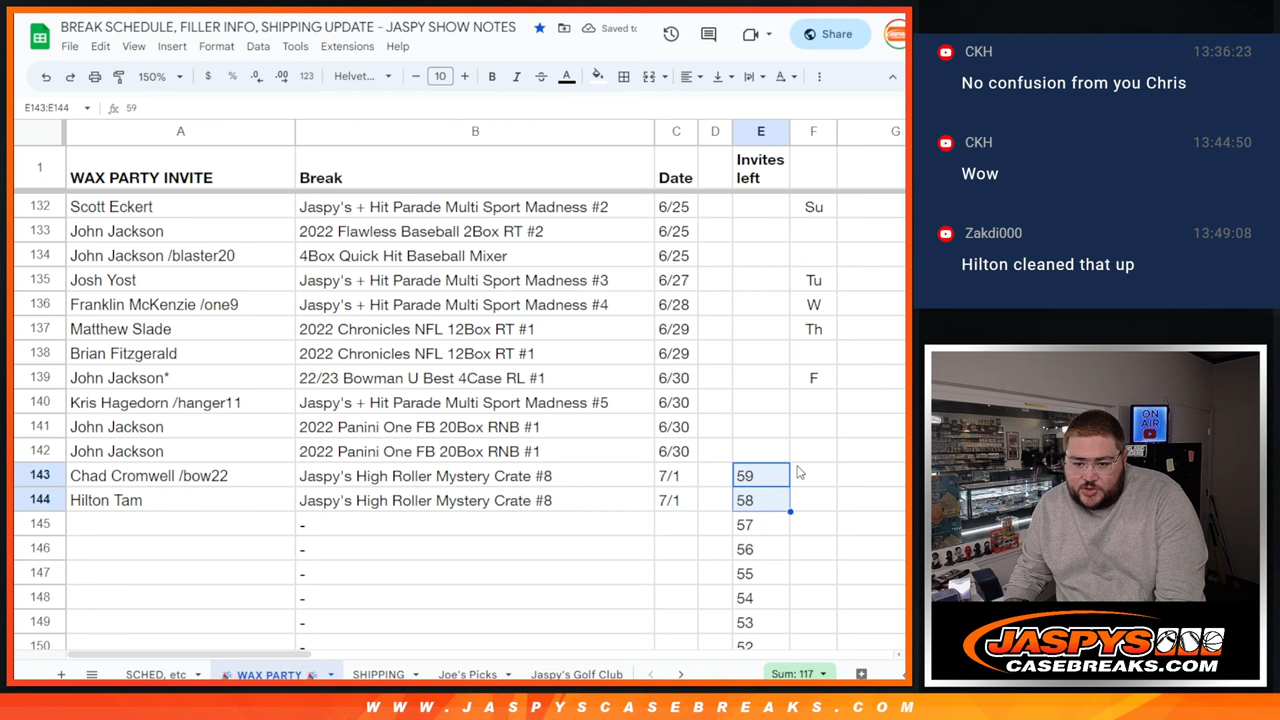 BREAK SCHEDULE, FILLER INFO, SHIPPING UPDATE - JASPY SHOW NOTES
Saved to
Share
File Edit View Insert Format Data Tools Extensions Help
150% $ % .0 .00 123 Helvet... 10 B I A
E143:E144 fx 59
A B C D E F G
1 WAX PARTY INVITE Break Date Invites left
132 Scott Eckert Jaspy's + Hit Parade Multi Sport Madness #2 6/25 Su
133 John Jackson 2022 Flawless Baseball 2Box RT #2 6/25
134 John Jackson /blaster20 4Box Quick Hit Baseball Mixer 6/25
135 Josh Yost Jaspy's + Hit Parade Multi Sport Madness #3 6/27 Tu
136 Franklin McKenzie /one9 Jaspy's + Hit Parade Multi Sport Madness #4 6/28 W
137 Matthew Slade 2022 Chronicles NFL 12Box RT #1 6/29 Th
138 Brian Fitzgerald 2022 Chronicles NFL 12Box RT #1 6/29
139 John Jackson* 22/23 Bowman U Best 4Case RL #1 6/30 F
140 Kris Hagedorn /hanger11 Jaspy's + Hit Parade Multi Sport Madness #5 6/30
141 John Jackson 2022 Panini One FB 20Box RNB #1 6/30
142 John Jackson 2022 Panini One FB 20Box RNB #1 6/30
143 Chad Cromwell /bow22 Jaspy's High Roller Mystery Crate #8 7/1 59
144 Hilton Tam Jaspy's High Roller Mystery Crate #8 7/1 58
145 - 57
146 - 56
147 - 55
148 - 54
149 - 53
150 - 52
SCHED, etc WAX PARTY SHIPPING Joe's Picks Jaspy's Golf Club Sum: 117
CKH 13:36:23
No confusion from you Chris
CKH 13:44:50
Wow
Zakdi000 13:49:08
Hilton cleaned that up
ON AIR
JASPYS
CASEBREAKS.COM
WWW.JASPYSCASEBREAKS.COM